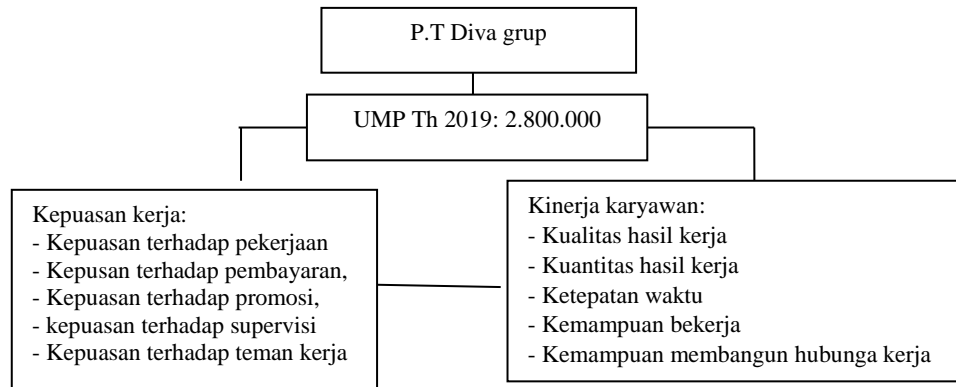 P.T Diva grup
UMP Th 2019: 2.800.000
Kepuasan kerja:
- Kepuasan terhadap pekerjaan
- Kepusan terhadap pembayaran,
- Kepuasan terhadap promosi,
- kepuasan terhadap supervisi
- Kepuasan terhadap teman kerja
Kinerja karyawan:
- Kualitas hasil kerja
- Kuantitas hasil kerja
- Ketepatan waktu
- Kemampuan bekerja
- Kemampuan membangun hubunga kerja